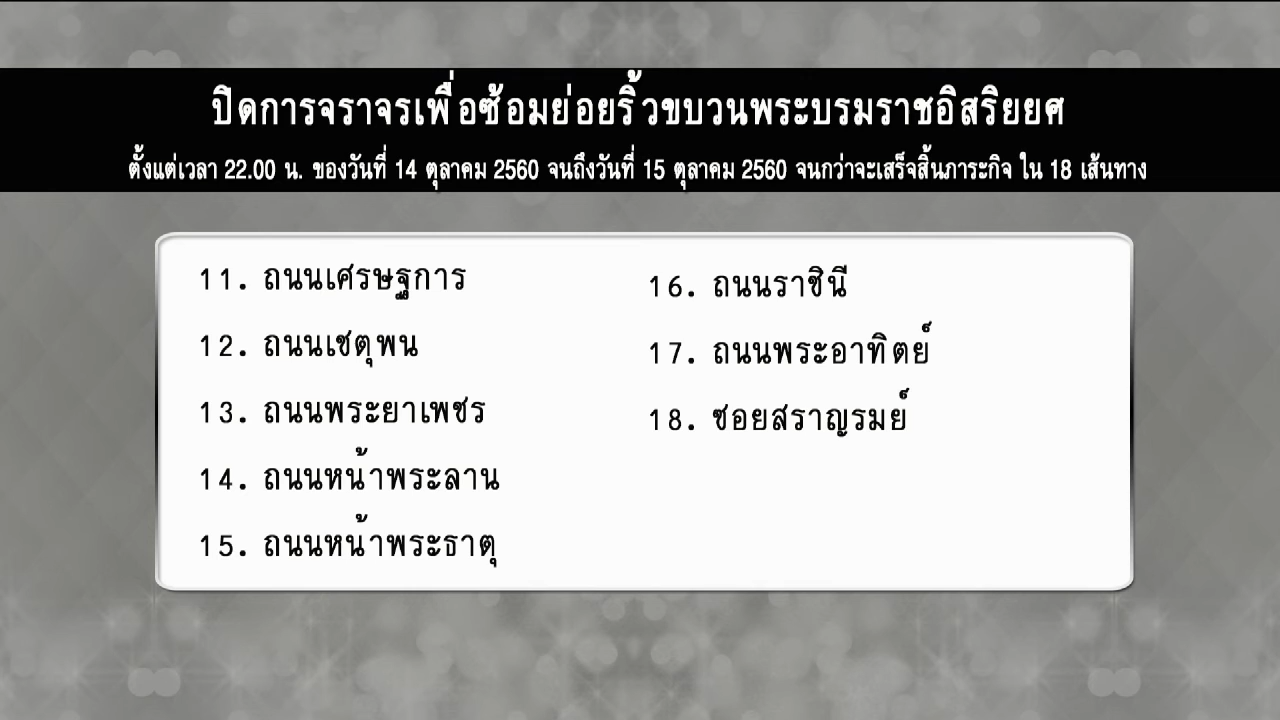 ปิดการจราจรเพื่อซ้อมย่อยริ้วขบวนพระบรมราชอิสริยยศ
ตั้งแต่เวลา 22.00 น. ของวันที่ 14 ตุลาคม 2560 จนถึงวันที่ 15 ตุลาคม 2560 จนกว่าจะเสร็จสิ้นภาระกิจ ใน 18 เส้นทาง
11. ถนนเศรษฐการ
12. ถนนเชตุพน
13. ถนนพระยาเพชร
14. ถนนหน้าพระลาน
15. ถนนหน้าพระธาตุ
16. ถนนราชินี
17. ถนนพระอาทิตย์
18. ซอยสราญรมย์